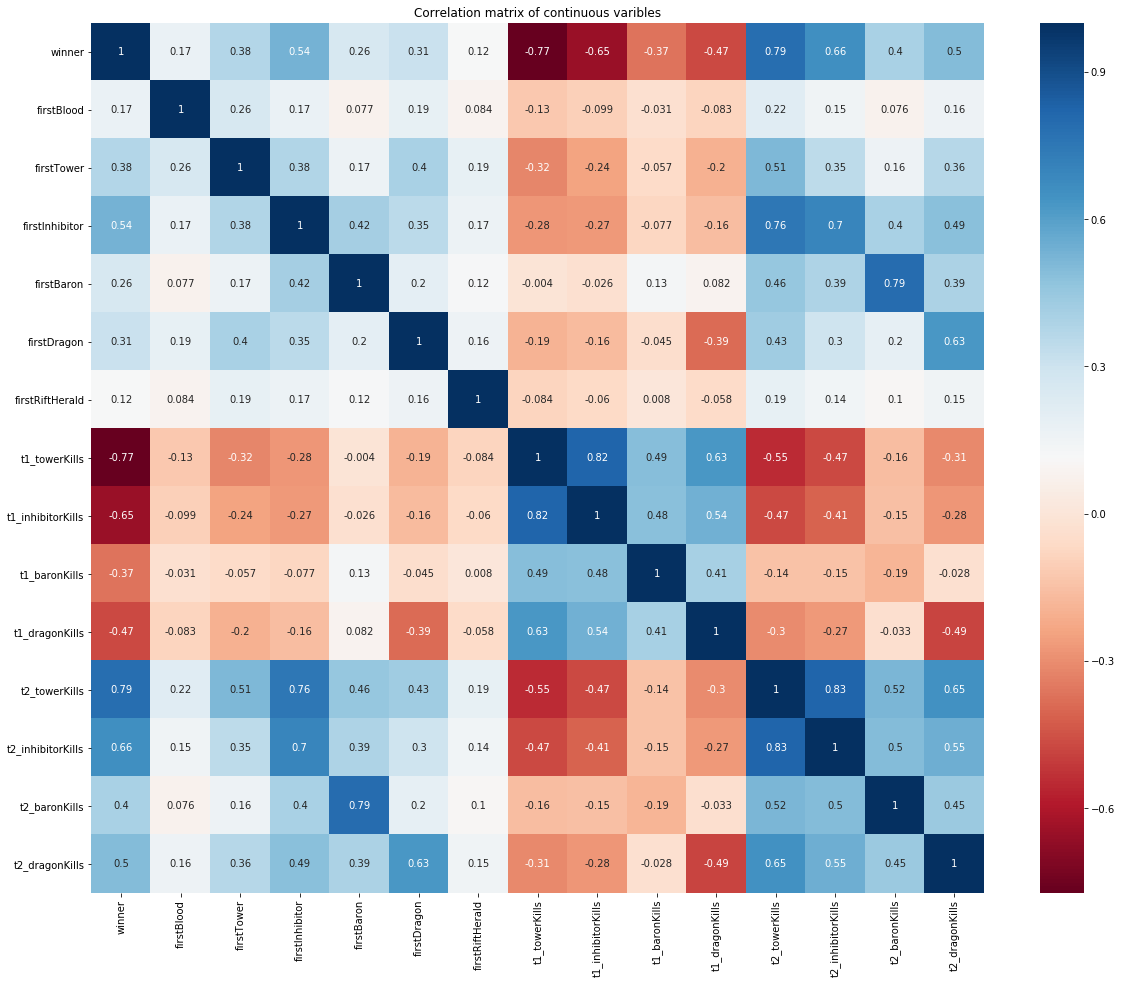 Correlation matrix of continuous varibles
winner 1 0.17 0.38 0.54 0.26 0.31 0.12 -0.77 -0.65 -0.37 -0.47 0.79 0.66 0.4 0.5
firstBlood 0.17 1 0.26 0.17 0.077 0.19 0.084 -0.13 -0.099 -0.031 -0.083 0.22 0.15 0.076 0.16
firstTower 0.38 0.26 1 0.38 0.17 0.4 0.19 -0.32 -0.24 -0.057 -0.2 0.51 0.35 0.16 0.36
firstInhibitor 0.54 0.17 0.38 1 0.42 0.35 0.17 -0.28 -0.27 -0.077 -0.16 0.76 0.7 0.4 0.49
firstBaron 0.26 0.077 0.17 0.42 1 0.2 0.12 -0.004 -0.026 0.13 0.082 0.46 0.39 0.79 0.39
firstDragon 0.31 0.19 0.4 0.35 0.2 1 0.16 -0.19 -0.16 -0.045 -0.39 0.43 0.3 0.2 0.63
firstRiftHerald 0.12 0.084 0.19 0.17 0.12 0.16 1 -0.084 -0.06 0.008 -0.058 0.19 0.14 0.1 0.15
t1_towerKills -0.77 -0.13 -0.32 -0.28 -0.004 -0.19 -0.084 1 0.82 0.49 0.63 -0.55 -0.47 -0.16 -0.31
t1_inhibitorKills -0.65 -0.099 -0.24 -0.27 -0.026 -0.16 -0.06 0.82 1 0.48 0.54 -0.47 -0.41 -0.15 -0.28
t1_baronKills -0.37 -0.031 -0.057 -0.077 0.13 -0.045 0.008 0.49 0.48 1 0.41 -0.14 -0.15 -0.19 -0.028
t1_dragonKills -0.47 -0.083 -0.2 -0.16 0.082 -0.39 -0.058 0.63 0.54 0.41 1 -0.3 -0.27 -0.033 -0.49
t2_towerKills 0.79 0.22 0.51 0.76 0.46 0.43 0.19 -0.55 -0.47 -0.14 -0.3 1 0.83 0.52 0.65
t2_inhibitorKills 0.66 0.15 0.35 0.7 0.39 0.3 0.14 -0.47 -0.41 -0.15 -0.27 0.83 1 0.5 0.55
t2_baronKills 0.4 0.076 0.16 0.4 0.79 0.2 0.1 -0.16 -0.15 -0.19 -0.033 0.52 0.5 1 0.45
t2_dragonKills 0.5 0.16 0.36 0.49 0.39 0.63 0.15 -0.31 -0.28 -0.028 -0.49 0.65 0.55 0.45 1
winner
firstBlood
firstTower
firstInhibitor
firstBaron
firstDragon
firstRiftHerald
t1_towerKills
t1_inhibitorKills
t1_baronKills
t1_dragonKills
t2_towerKills
t2_inhibitorKills
t2_baronKills
t2_dragonKills
0.9
0.6
0.3
0.0
−0.3
−0.6